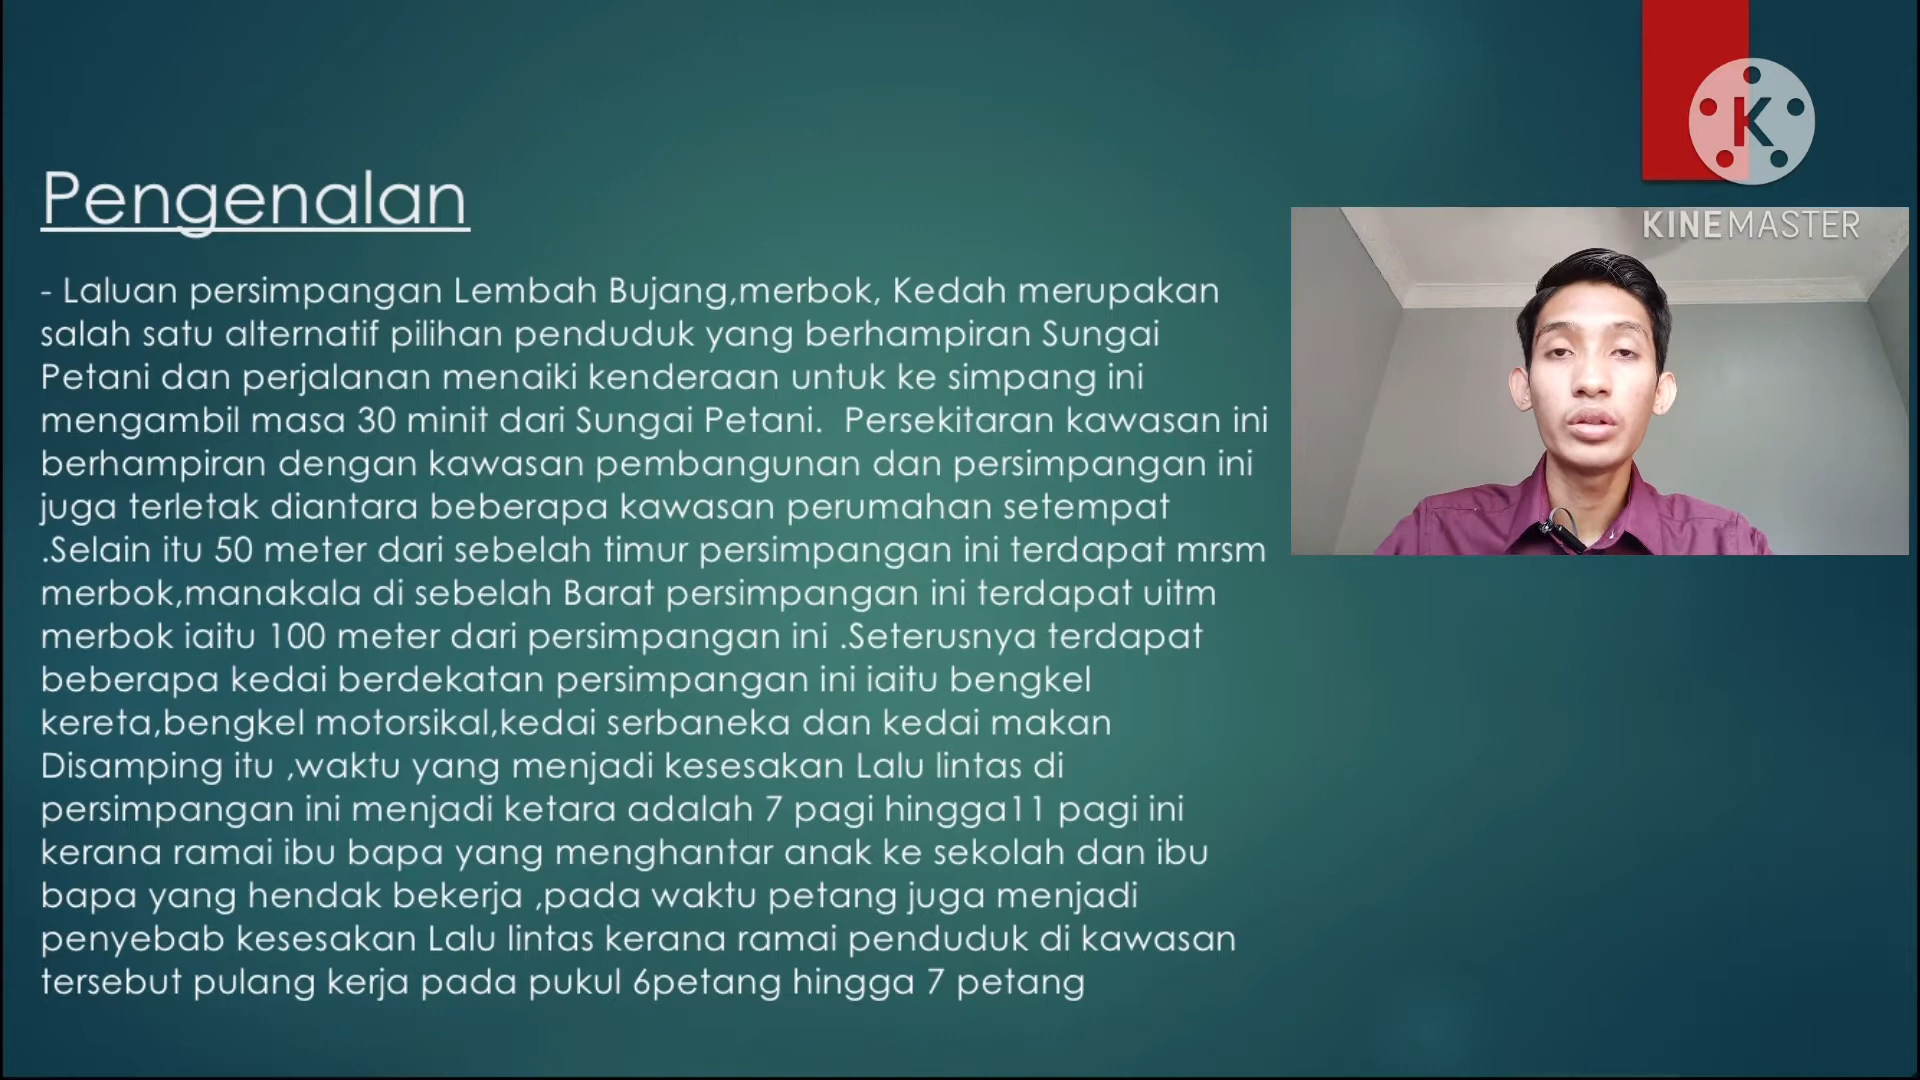 Pengenalan
- Laluan persimpangan Lembah Bujang,merbok, Kedah merupakan
salah satu alternatif pilihan penduduk yang berhampiran Sungai
Petani dan perjalanan menaiki kenderaan untuk ke simpang ini
mengambil masa 30 minit dari Sungai Petani.  Persekitaran kawasan ini
berhampiran dengan kawasan pembangunan dan persimpangan ini
juga terletak diantara beberapa kawasan perumahan setempat
.Selain itu 50 meter dari sebelah timur persimpangan ini terdapat mrsm
merbok,manakala di sebelah Barat persimpangan ini terdapat uitm
merbok iaitu 100 meter dari persimpangan ini .Seterusnya terdapat
beberapa kedai berdekatan persimpangan ini iaitu bengkel
kereta,bengkel motorsikal,kedai serbaneka dan kedai makan
Disamping itu ,waktu yang menjadi kesesakan Lalu lintas di
persimpangan ini menjadi ketara adalah 7 pagi hingga11 pagi ini
kerana ramai ibu bapa yang menghantar anak ke sekolah dan ibu
bapa yang hendak bekerja ,pada waktu petang juga menjadi
penyebab kesesakan Lalu lintas kerana ramai penduduk di kawasan
tersebut pulang kerja pada pukul 6petang hingga 7 petang
K
KINEMASTER